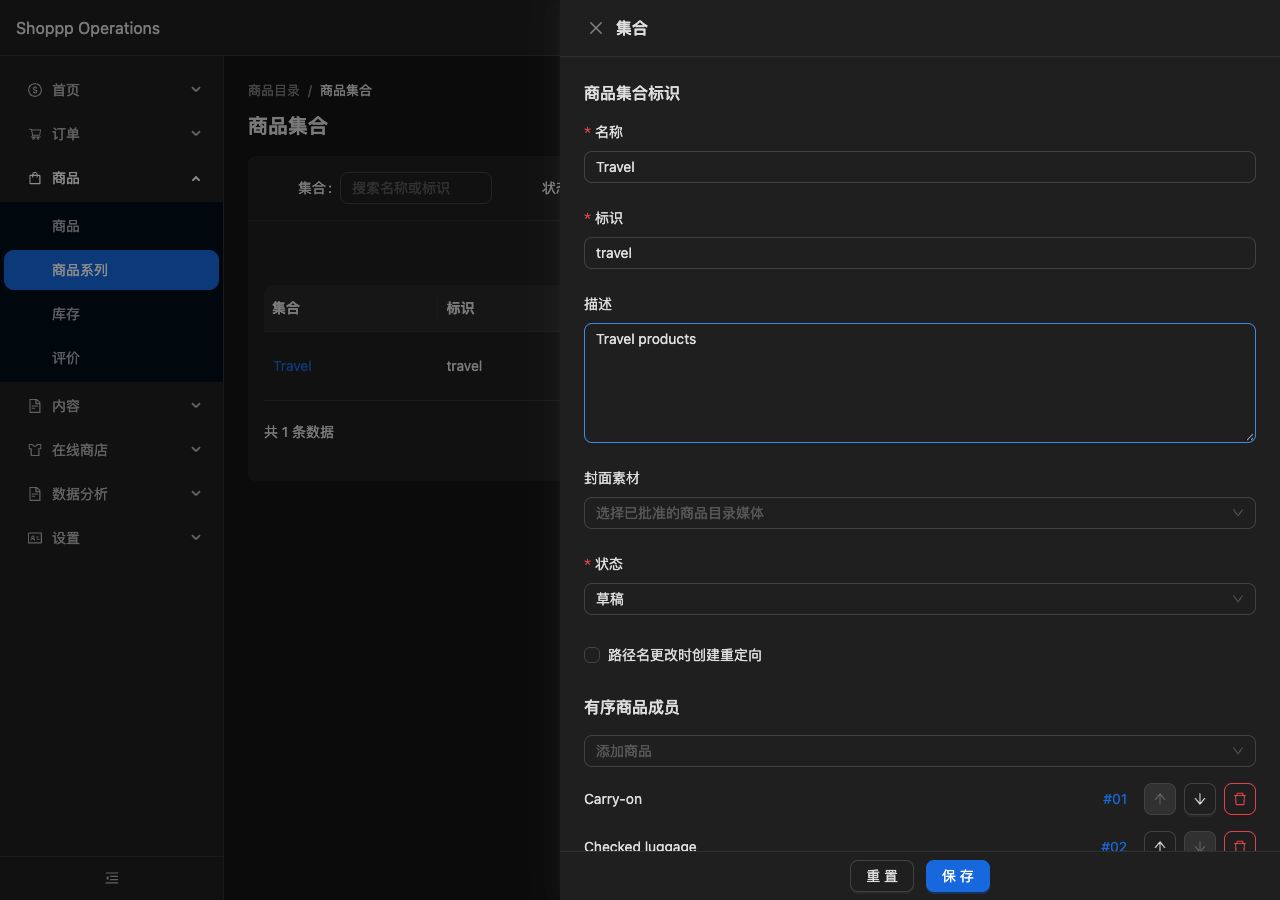 Shoppp Operations
首页
订单
商品
商品
商品系列
库存
评价
内容
在线商店
数据分析
设置
商品目录 / 商品集合
商品集合
集合: 搜索名称或标识
集合 标识
Travel travel
共 1 条数据
集合
商品集合标识
* 名称
Travel
* 标识
travel
描述
Travel products
封面素材
选择已批准的商品目录媒体
* 状态
草稿
路径名更改时创建重定向
有序商品成员
添加商品
Carry-on #01
Checked luggage #02
重 置 保 存